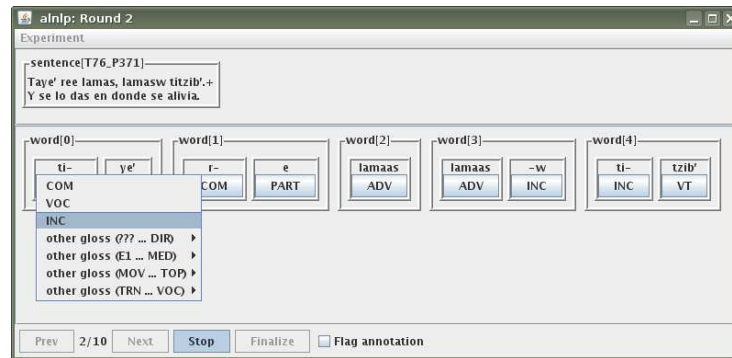 alnlp: Round 2
Experiment
sentence[T76_P371]
Taye' ree lamas, lamasw titzib'.+
Y se lo das en donde se alivia.
word[0] word[1] word[2] word[3] word[4]
ti- ye' r- e lamaas lamaas -w ti- tzib'
COM PART ADV ADV INC INC VT
COM
VOC
INC
other gloss (??? ... DIR)
other gloss (E1 ... MED)
other gloss (MOV ... TOP)
other gloss (TRN ... VOC)
Prev 2/10 Next Stop Finalize Flag annotation